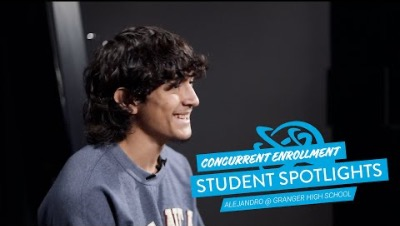 CONCURRENT ENROLLMENT
STUDENT SPOTLIGHTS
ALEJANDRO @ GRANGER HIGH SCHOOL